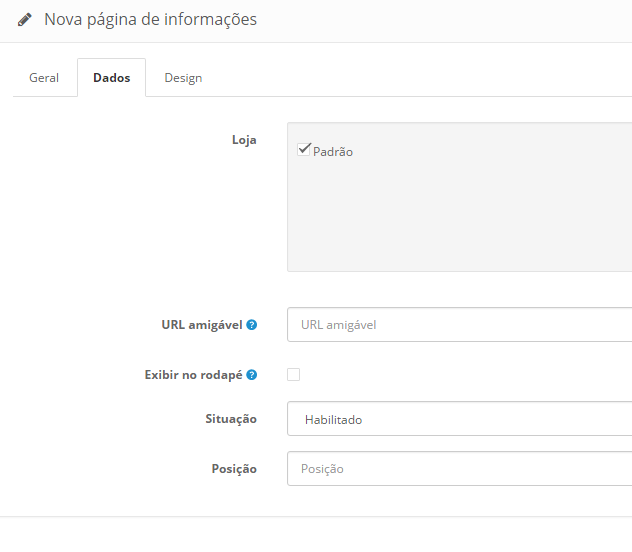 Nova página de informações
Geral Dados Design
Loja
Padrão
URL amigável ?
URL amigável
Exibir no rodapé ?
Situação
Habilitado
Posição
Posição